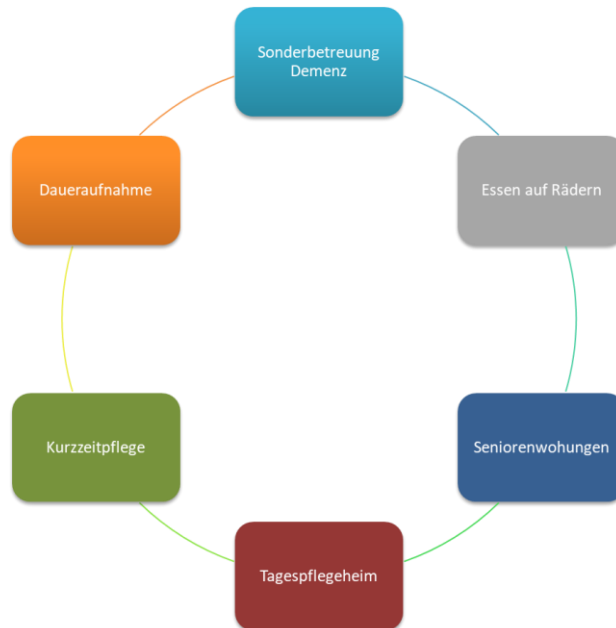 Sonderbetreuung
Demenz
Essen auf Rädern
Seniorenwohungen
Tagespflegeheim
Kurzzeitpflege
Daueraufnahme